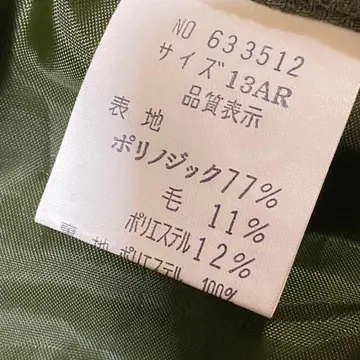 NO 633512
サイズ 13AR
品質表示
表地
ポリノジック77%
毛 11%
ポリエステル12%
裏地 ポリエステル 100%